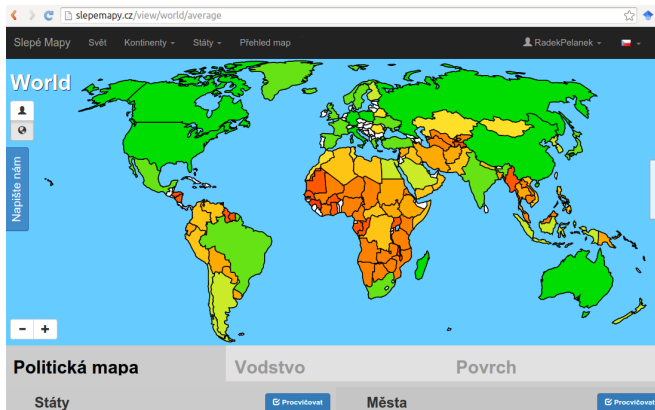 slepemapy.cz/view/world/average
Slepé Mapy Svět Kontinenty Státy Přehled map RadekPelanek
World
Napište nám
− +
Politická mapa Vodstvo Povrch
Státy Procvičovat Města Procvičovat